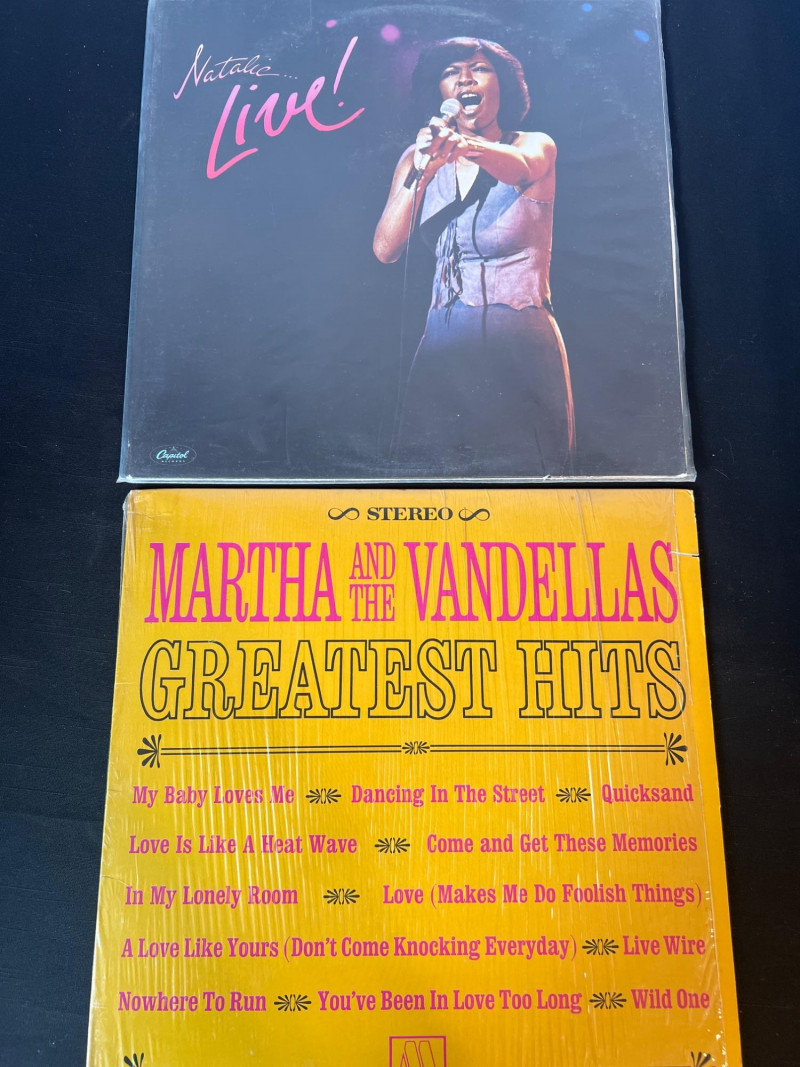 Natalie...
Live!
Capitol
∞ STEREO ∞
MARTHA AND THE VANDELLAS
GREATEST HITS
My Baby Loves Me Dancing In The Street Quicksand
Love Is Like A Heat Wave Come and Get These Memories
In My Lonely Room Love (Makes Me Do Foolish Things)
A Love Like Yours (Don't Come Knocking Everyday) Live Wire
Nowhere To Run You've Been In Love Too Long Wild One
M